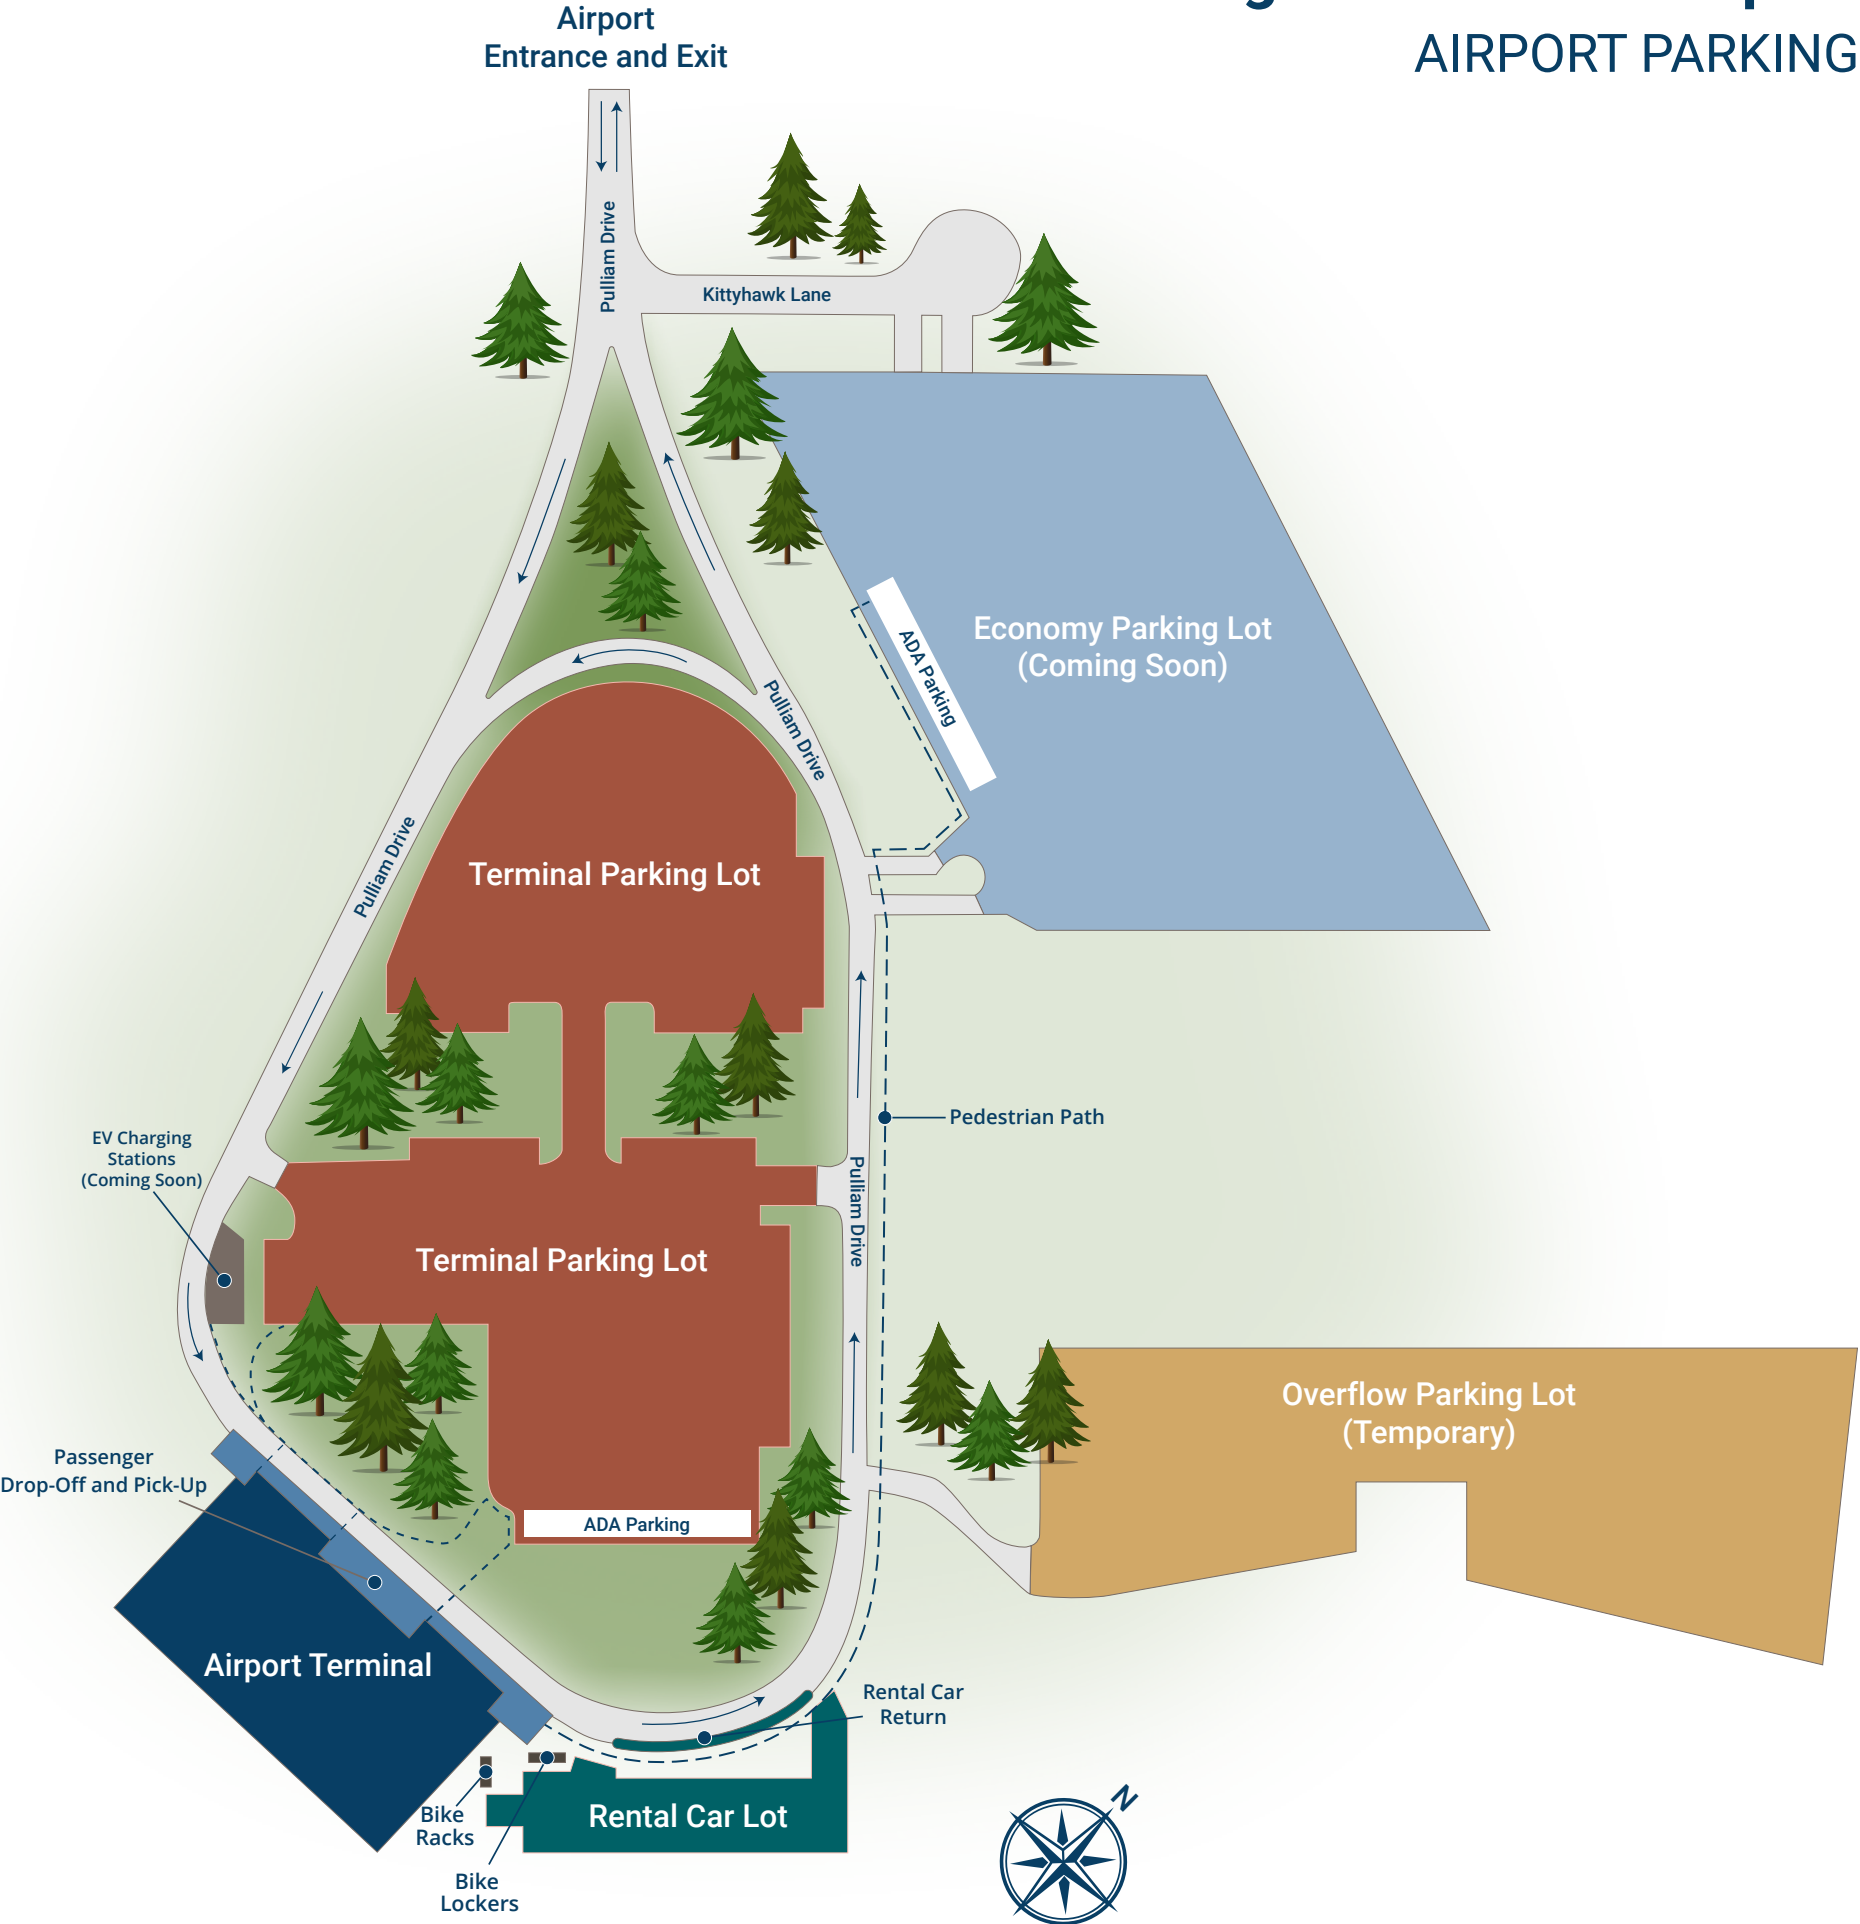 AIRPORT PARKING
Airport
Entrance and Exit
Pulliam Drive
Kittyhawk Lane
Economy Parking Lot
(Coming Soon)
ADA Parking
Pulliam Drive
Pulliam Drive
Terminal Parking Lot
Pedestrian Path
EV Charging
Stations
(Coming Soon)
Pulliam Drive
Terminal Parking Lot
Overflow Parking Lot
(Temporary)
Passenger
Drop-Off and Pick-Up
ADA Parking
Airport Terminal
Rental Car
Return
Rental Car Lot
Bike
Racks
Bike
Lockers
N